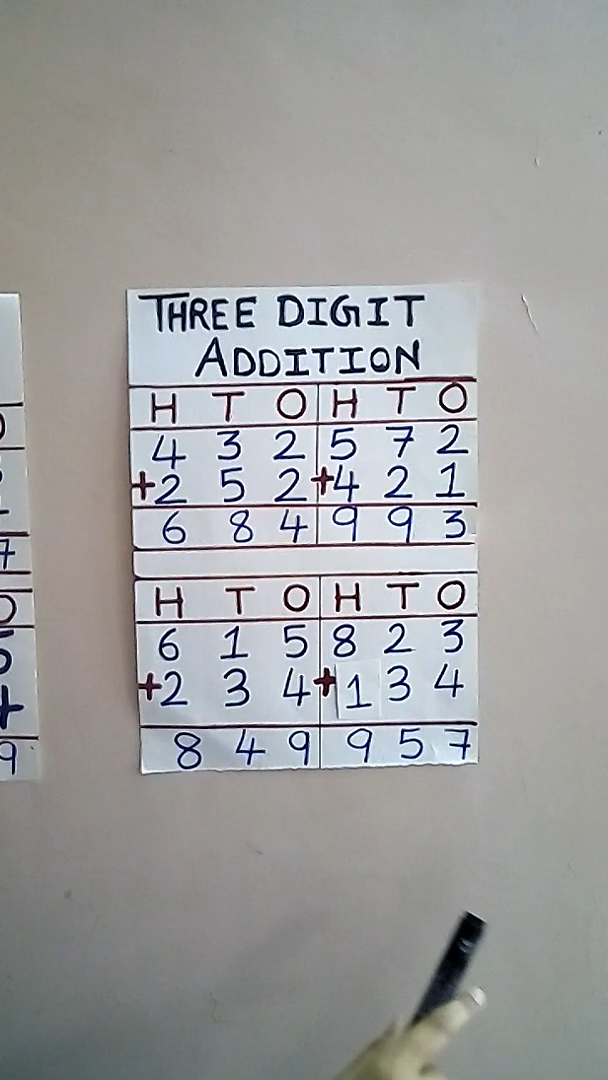 THREE DIGIT
ADDITION
H T O H T O
4 3 2 5 7 2
+2 5 2 +4 2 1
6 8 4 9 9 3
H T O H T O
6 1 5 8 2 3
+2 3 4 +1 3 4
8 4 9 9 5 7